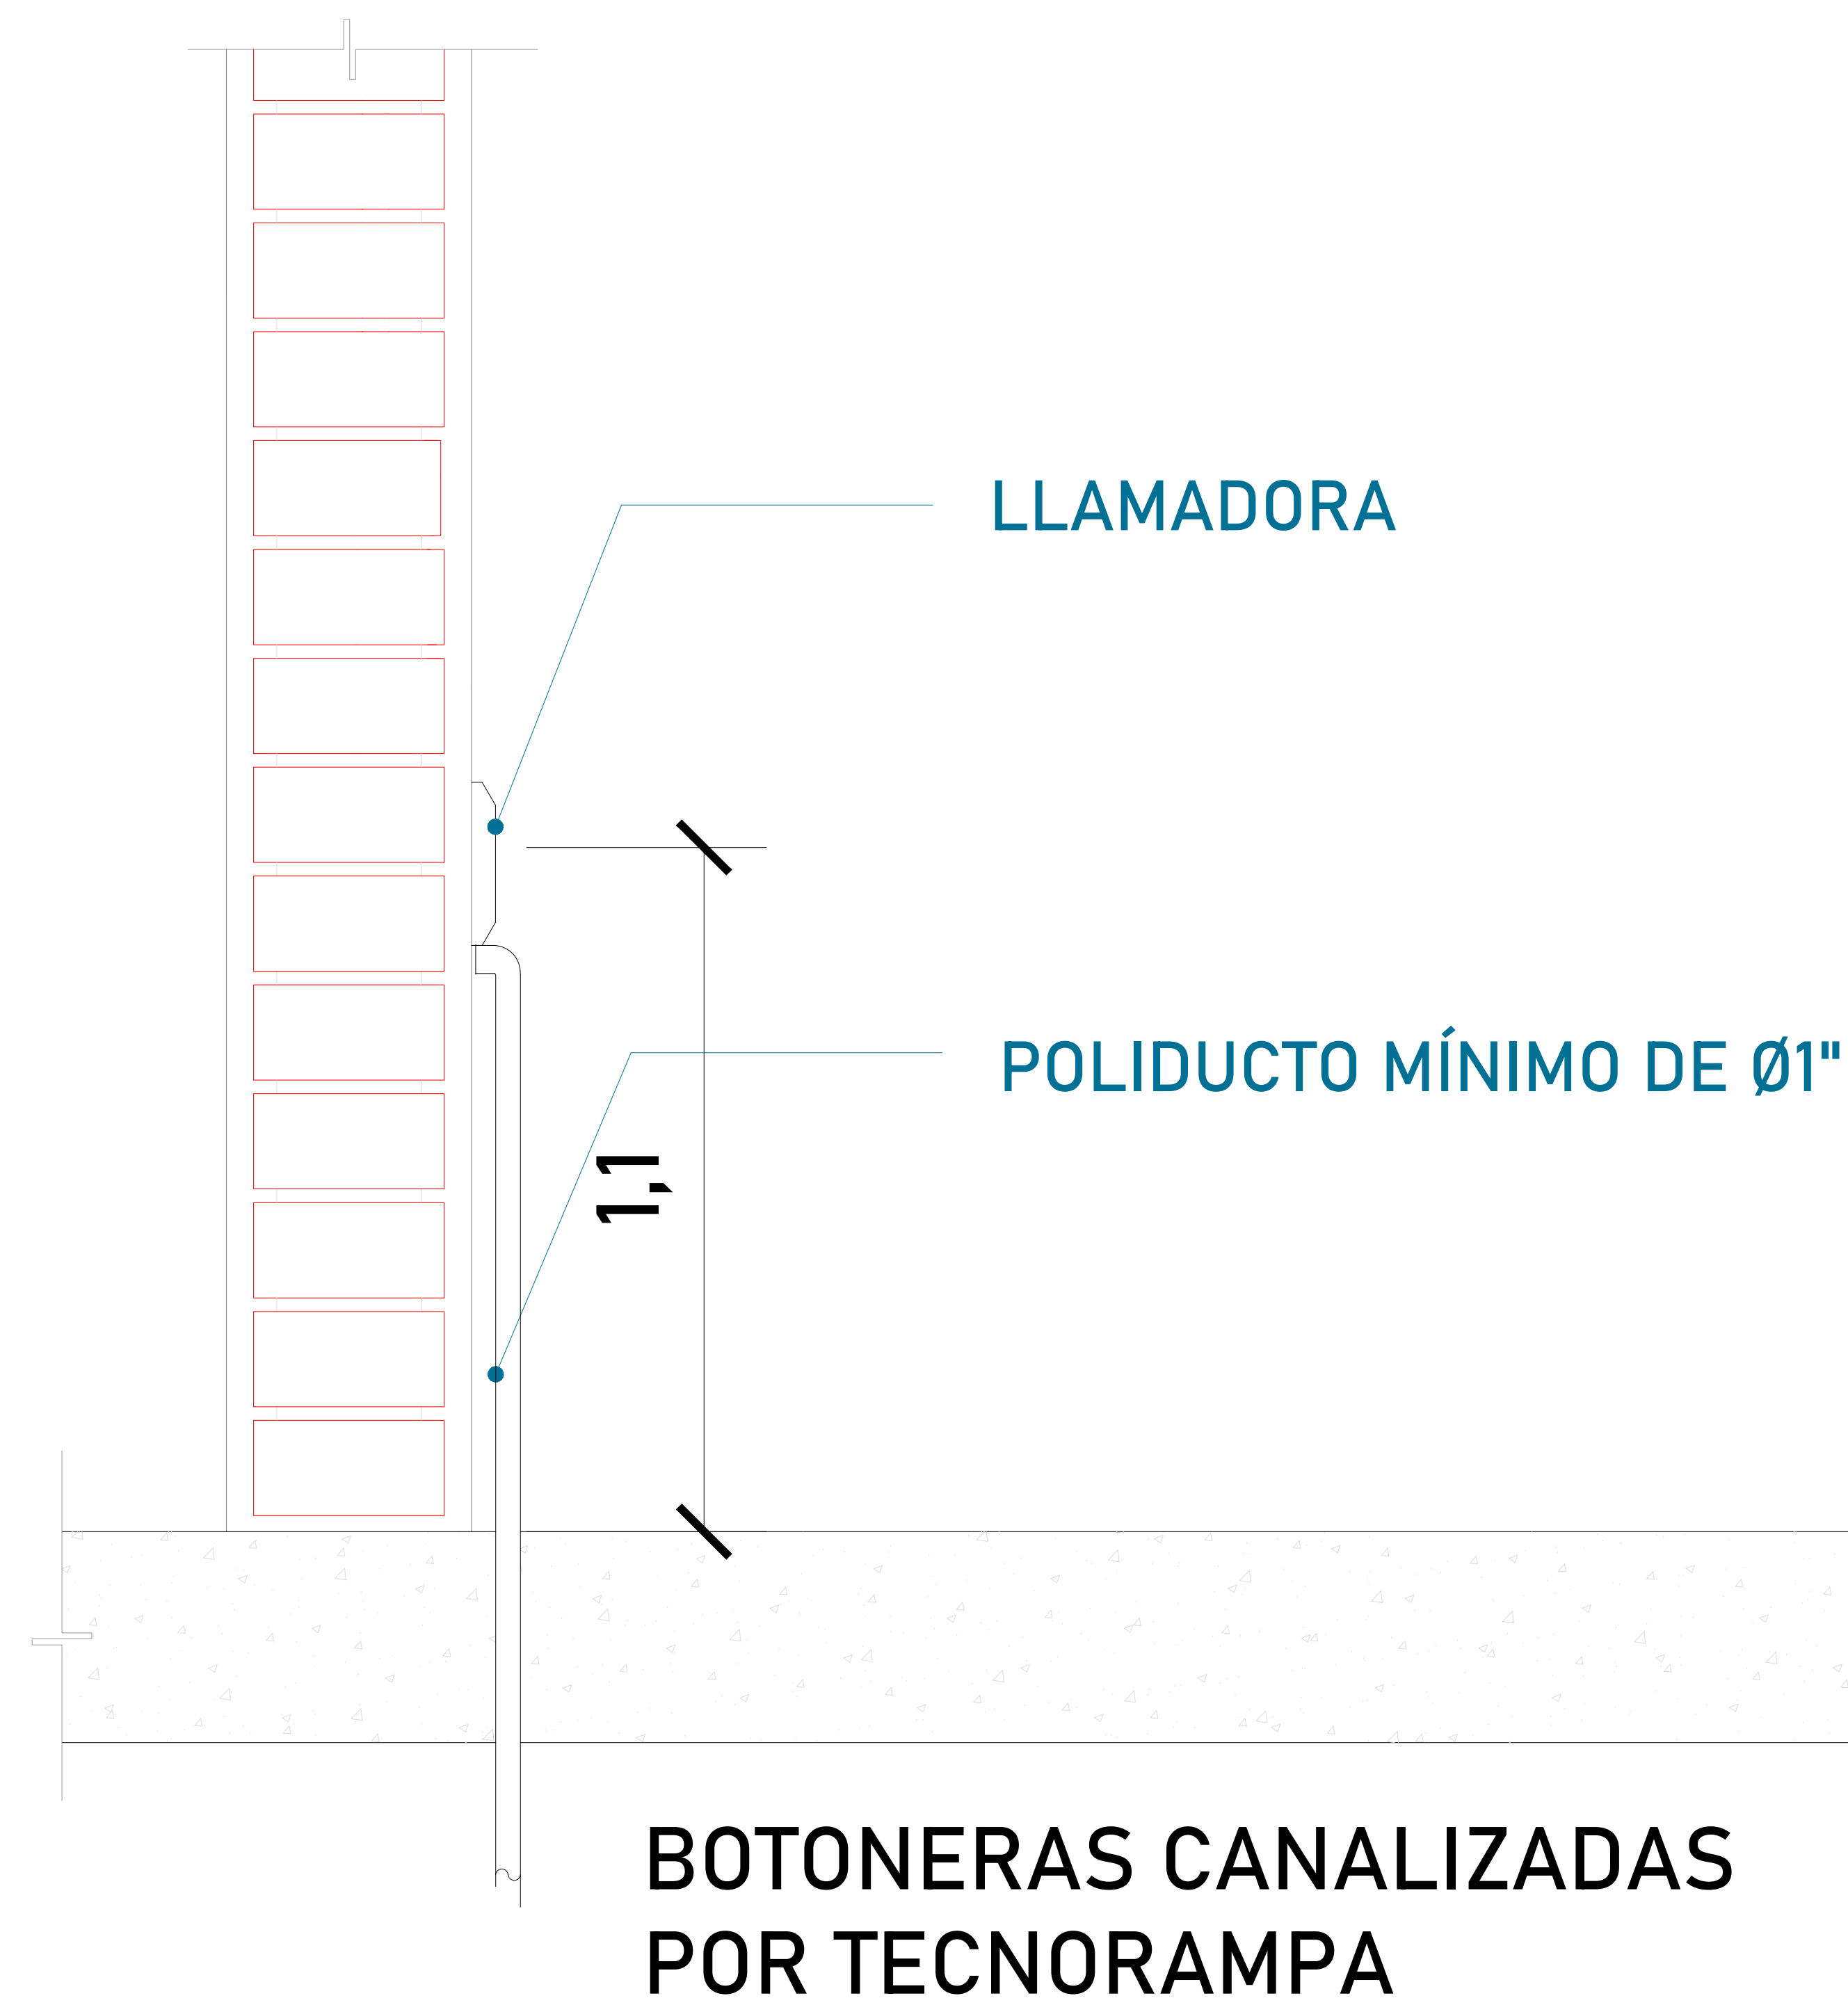 LLAMADORA
POLIDUCTO MÍNIMO DE Ø1"
1,1
BOTONERAS CANALIZADAS
POR TECNORAMPA